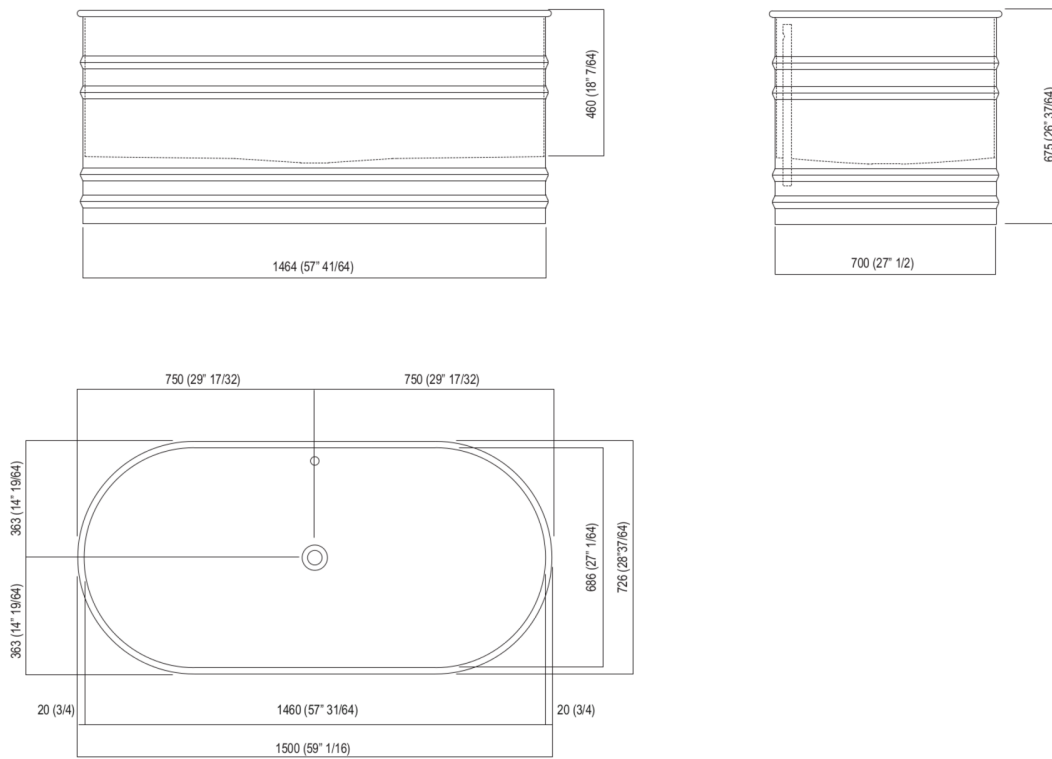 460 (18" 7/64)
675 (26" 37/64)
1464 (57" 41/64)
700 (27" 1/2)
750 (29" 17/32)
750 (29" 17/32)
363 (14" 19/64)
363 (14" 19/64)
686 (27" 1/64)
726 (28"37/64)
20 (3/4)
1460 (57" 31/64)
20 (3/4)
1500 (59" 1/16)